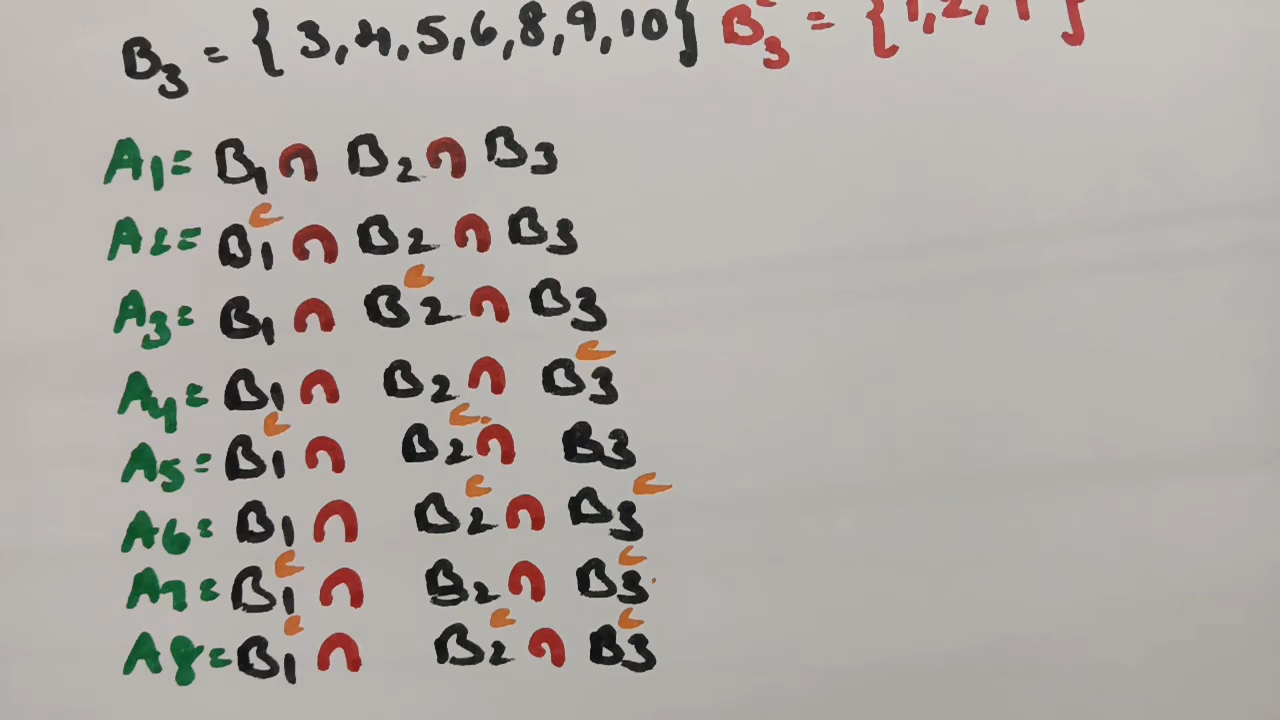 B₃ = {3,4,5,6,8,9,10} B₃ᶜ = {1,2,7}
A₁= B₁∩ B₂∩ B₃
A₂= B₁ᶜ∩ B₂∩ B₃
A₃= B₁∩ B₂ᶜ∩ B₃
A₄= B₁∩ B₂∩ B₃ᶜ
A₅= B₁ᶜ∩ B₂ᶜ∩ B₃
A₆= B₁∩ B₂ᶜ∩ B₃ᶜ
A₇= B₁ᶜ∩ B₂∩ B₃ᶜ
A₈= B₁ᶜ∩ B₂ᶜ∩ B₃ᶜ